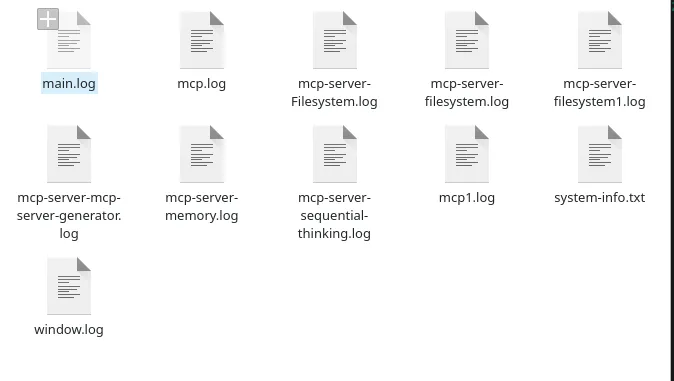 main.log
mcp.log
mcp-server-
Filesystem.log
mcp-server-
filesystem.log
mcp-server-
filesystem1.log
mcp-server-mcp-
server-generator.
log
mcp-server-
memory.log
mcp-server-
sequential-
thinking.log
mcp1.log
system-info.txt
window.log